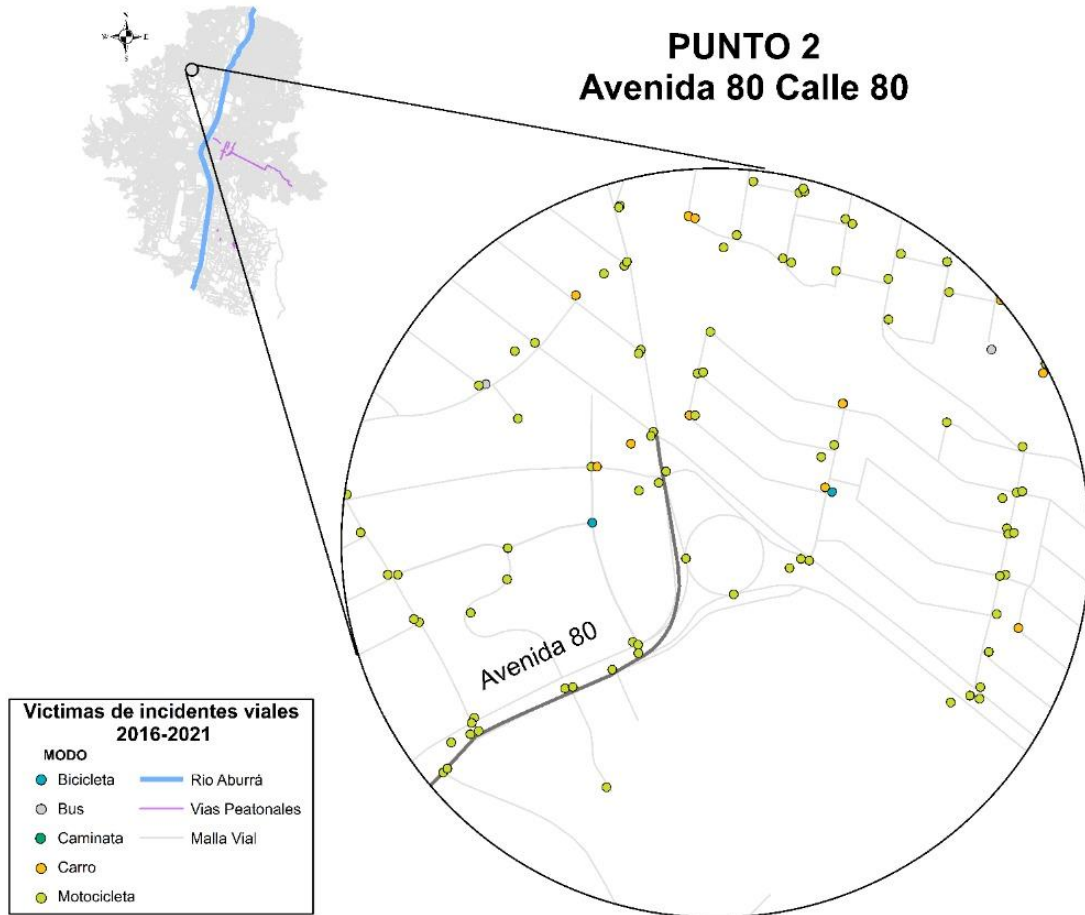 N
W E
S
PUNTO 2
Avenida 80 Calle 80
Avenida 80
Victimas de incidentes viales
2016-2021
MODO
Bicicleta
Bus
Caminata
Carro
Motocicleta
Rio Aburrá
Vias Peatonales
Malla Vial